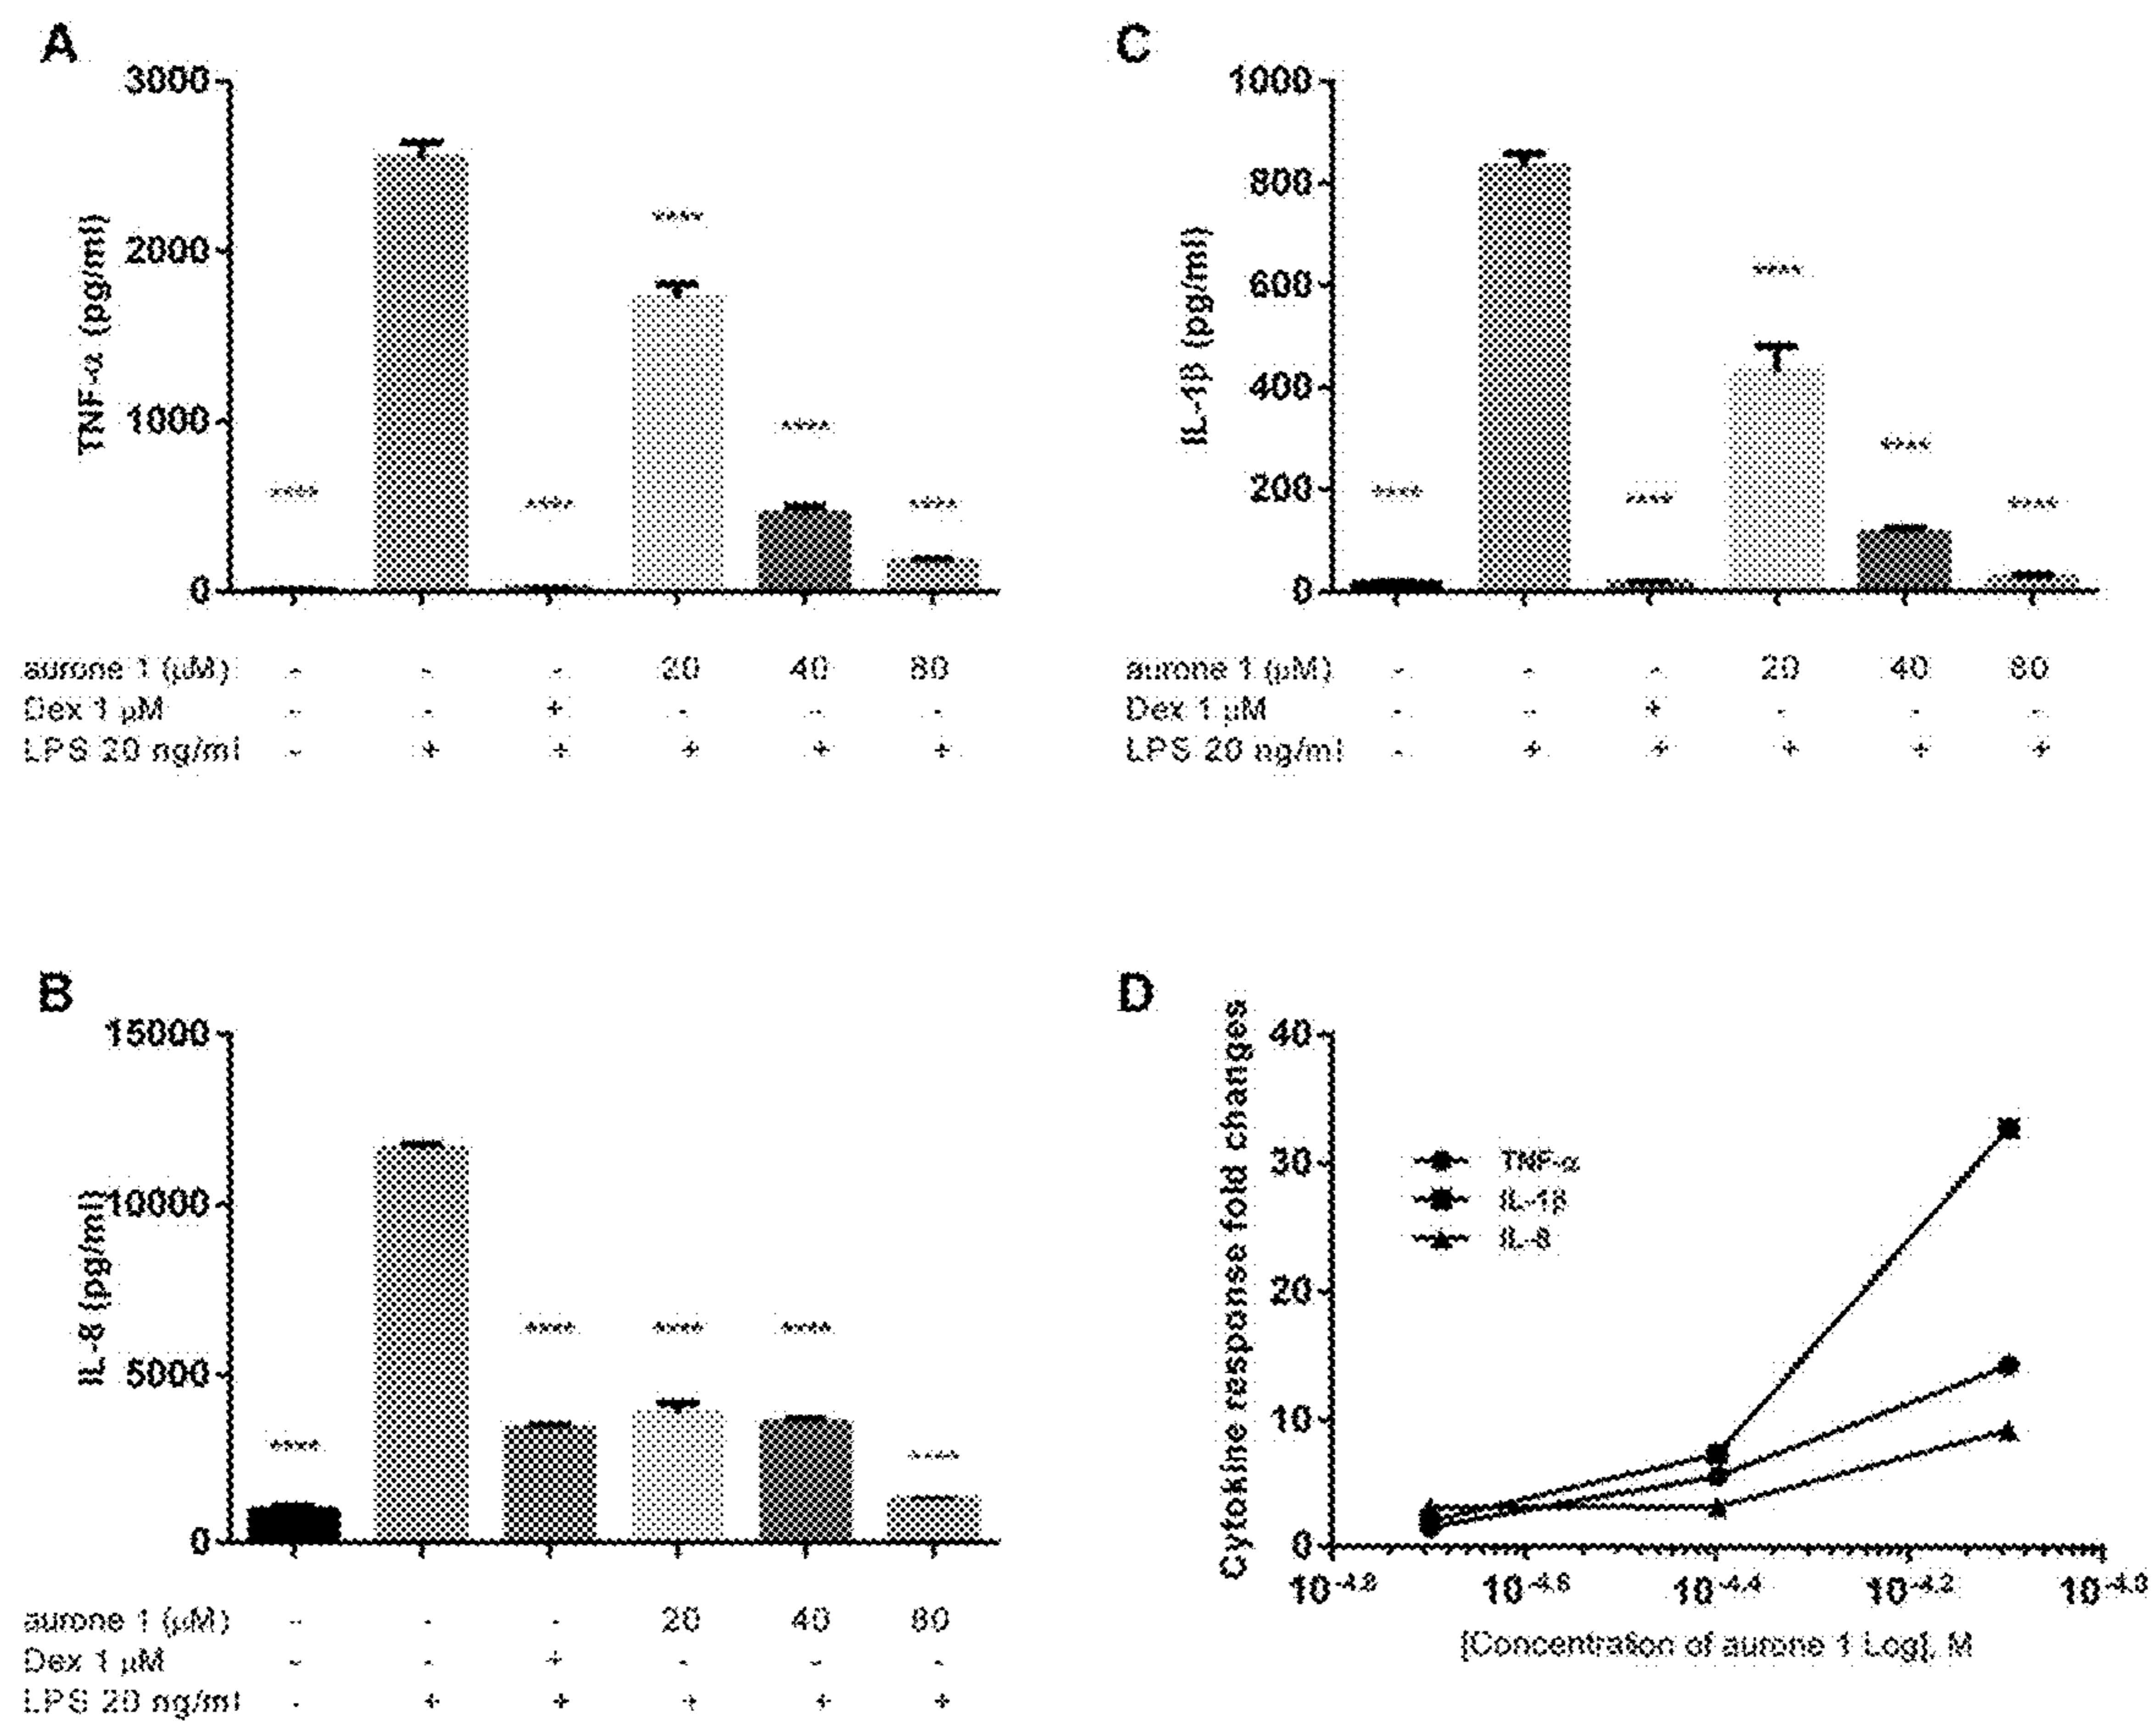 A
3000
2000
1000
0
TNF-α (pg/ml)
**** **** **** **** ****
aurone 1 (μM) - - - 20 40 80
Dex 1 μM - - + - - -
LPS 20 ng/ml - + + + + +
C
1000
800
600
400
200
0
IL-1β (pg/ml)
**** **** **** **** ****
aurone 1 (μM) - - - 20 40 80
Dex 1 μM - - + - - -
LPS 20 ng/ml - + + + + +
B
15000
10000
5000
0
IL-8 (pg/ml)
**** **** **** **** ****
aurone 1 (μM) - - - 20 40 80
Dex 1 μM - - + - - -
LPS 20 ng/ml - + + + + +
D
40
30
20
10
0
Cytokine response fold changes
TNF-α
IL-1β
IL-8
10^-4.8 10^-4.6 10^-4.4 10^-4.2 10^-4.0
[Concentration of aurone 1 Log], M